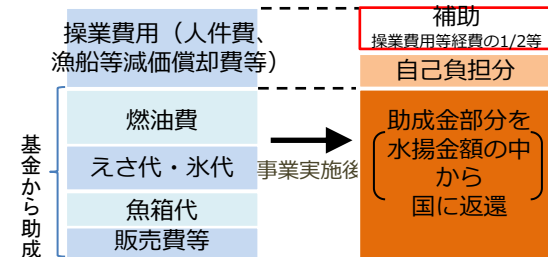 操業費用（人件費、
漁船等減価償却費等）
燃油費
えさ代・氷代
魚箱代
販売費等
基金から助成
事業実施後
補助
操業費用等経費の1/2等
自己負担分
助成金部分を
水揚金額の中
から
国に返還